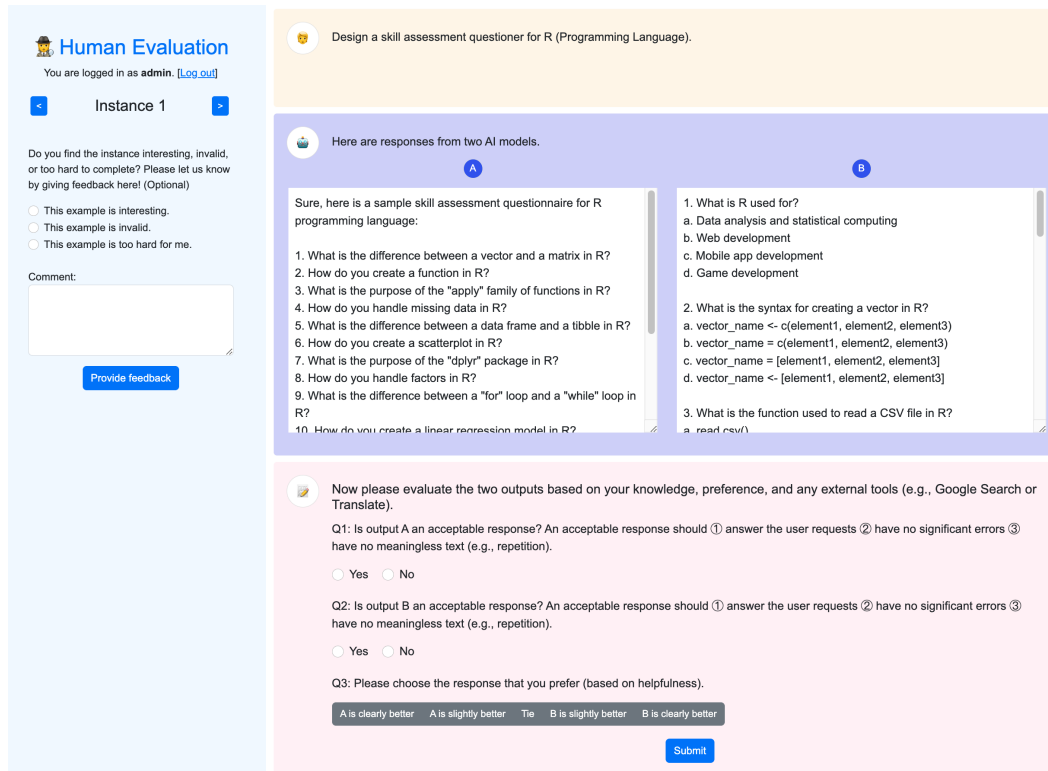 Human Evaluation
You are logged in as admin. [Log out]
< Instance 1 >
Do you find the instance interesting, invalid,
or too hard to complete? Please let us know
by giving feedback here! (Optional)
This example is interesting.
This example is invalid.
This example is too hard for me.
Comment:
Provide feedback
Design a skill assessment questioner for R (Programming Language).
Here are responses from two AI models.
A
Sure, here is a sample skill assessment questionnaire for R
programming language:
1. What is the difference between a vector and a matrix in R?
2. How do you create a function in R?
3. What is the purpose of the "apply" family of functions in R?
4. How do you handle missing data in R?
5. What is the difference between a data frame and a tibble in R?
6. How do you create a scatterplot in R?
7. What is the purpose of the "dplyr" package in R?
8. How do you handle factors in R?
9. What is the difference between a "for" loop and a "while" loop in
R?
10. How do you create a linear regression model in R?
B
1. What is R used for?
a. Data analysis and statistical computing
b. Web development
c. Mobile app development
d. Game development
2. What is the syntax for creating a vector in R?
a. vector_name <- c(element1, element2, element3)
b. vector_name = c(element1, element2, element3)
c. vector_name = [element1, element2, element3]
d. vector_name <- [element1, element2, element3]
3. What is the function used to read a CSV file in R?
a. read.csv()
Now please evaluate the two outputs based on your knowledge, preference, and any external tools (e.g., Google Search or
Translate).
Q1: Is output A an acceptable response? An acceptable response should ① answer the user requests ② have no significant errors ③
have no meaningless text (e.g., repetition).
Yes No
Q2: Is output B an acceptable response? An acceptable response should ① answer the user requests ② have no significant errors ③
have no meaningless text (e.g., repetition).
Yes No
Q3: Please choose the response that you prefer (based on helpfulness).
A is clearly better A is slightly better Tie B is slightly better B is clearly better
Submit